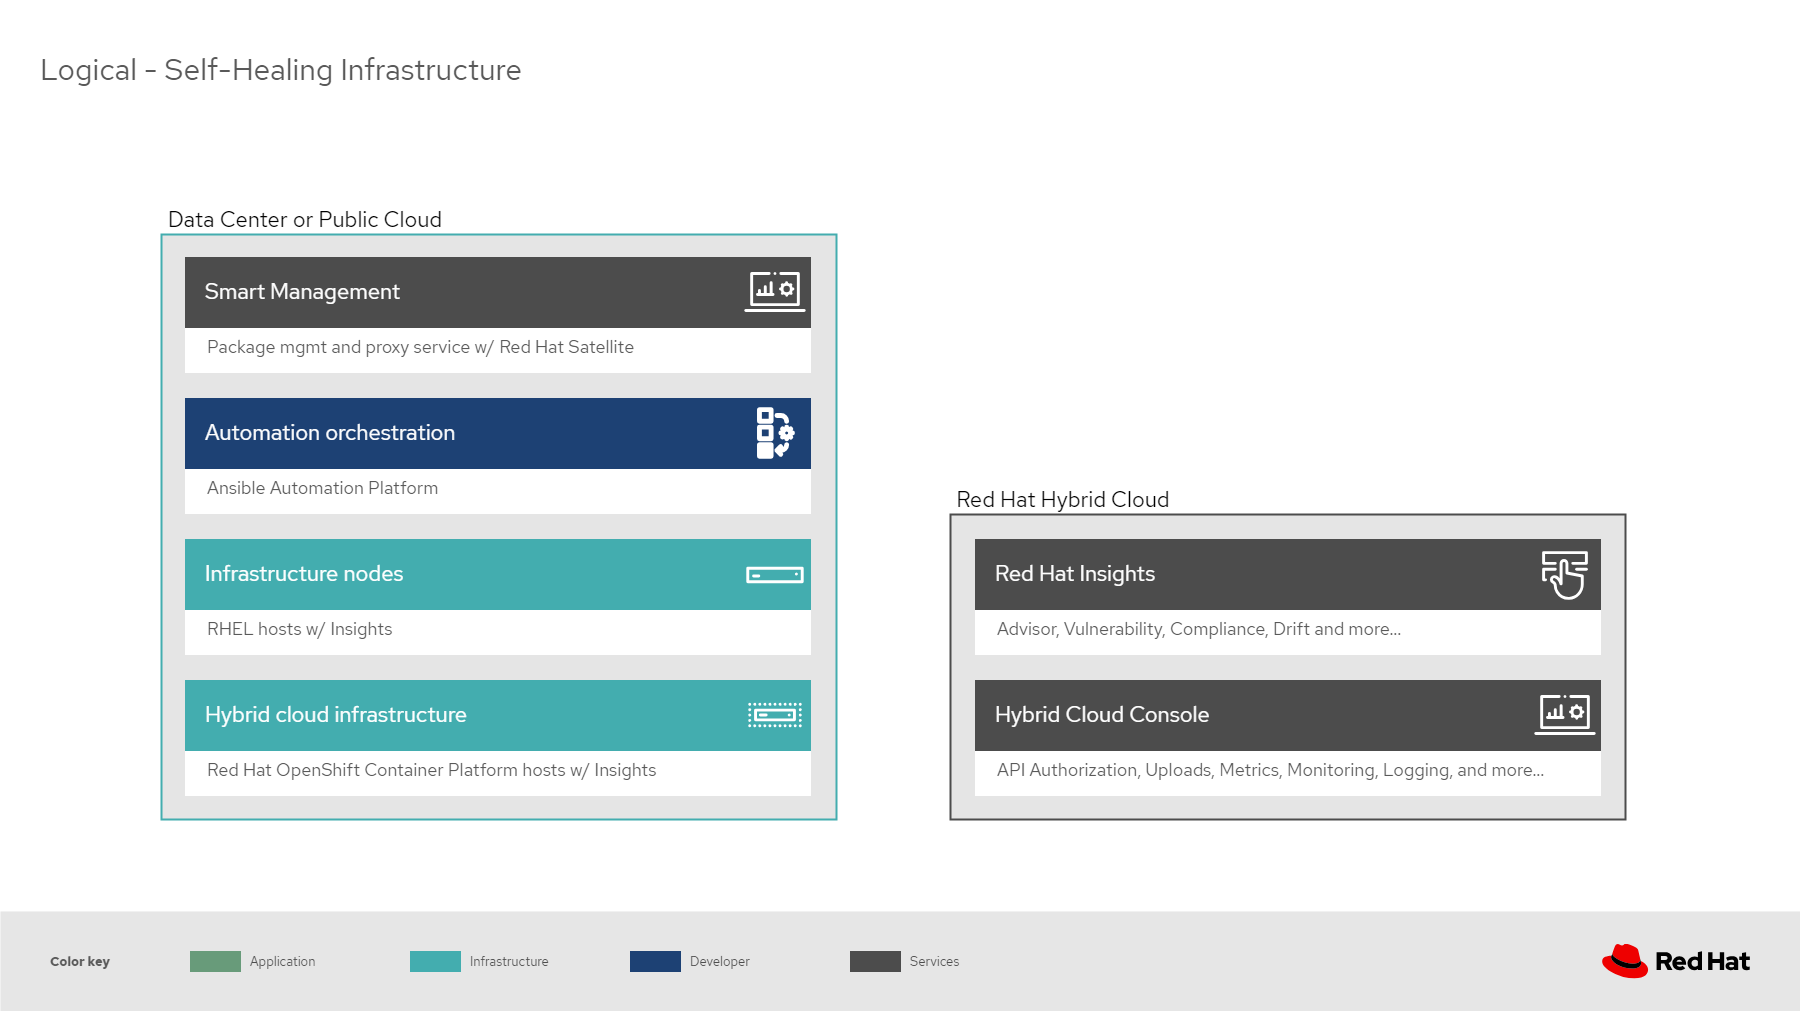 Logical - Self-Healing Infrastructure
Data Center or Public Cloud
Smart Management
Package mgmt and proxy service w/ Red Hat Satellite
Automation orchestration
Ansible Automation Platform
Infrastructure nodes
RHEL hosts w/ Insights
Hybrid cloud infrastructure
Red Hat OpenShift Container Platform hosts w/ Insights
Red Hat Hybrid Cloud
Red Hat Insights
Advisor, Vulnerability, Compliance, Drift and more...
Hybrid Cloud Console
API Authorization, Uploads, Metrics, Monitoring, Logging, and more...
Color key
Application
Infrastructure
Developer
Services
Red Hat